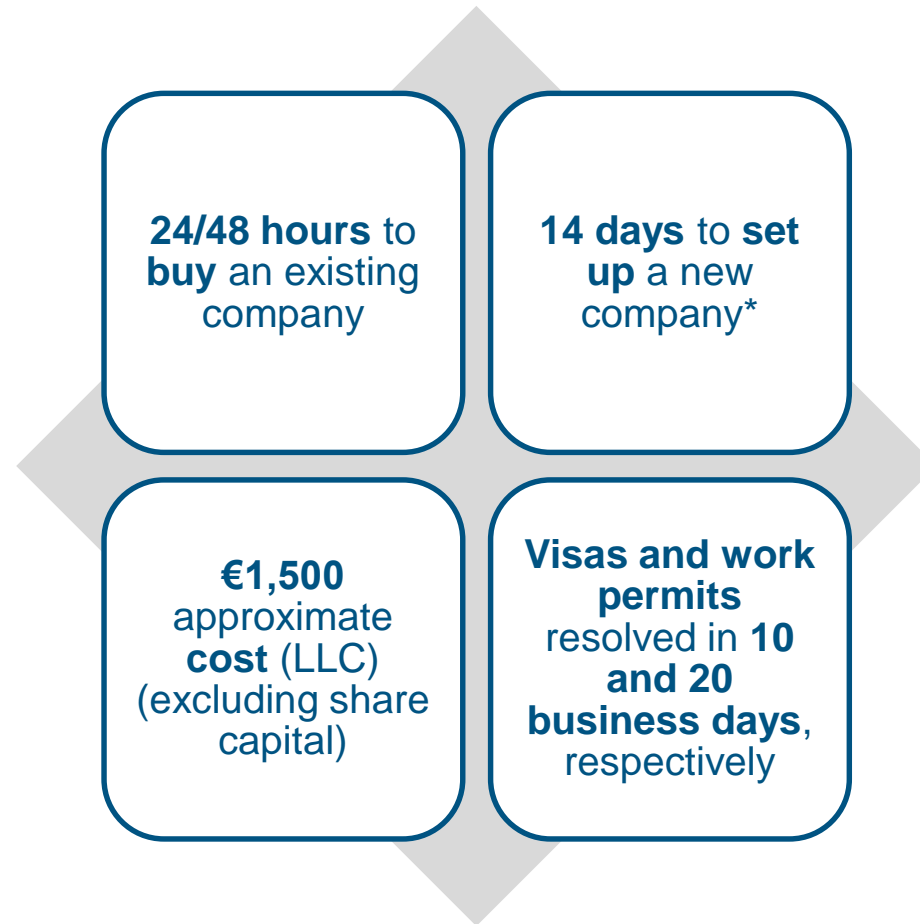 24/48 hours to
buy an existing
company
14 days to set
up a new
company*
€1,500
approximate
cost (LLC)
(excluding share
capital)
Visas and work
permits
resolved in 10
and 20
business days,
respectively